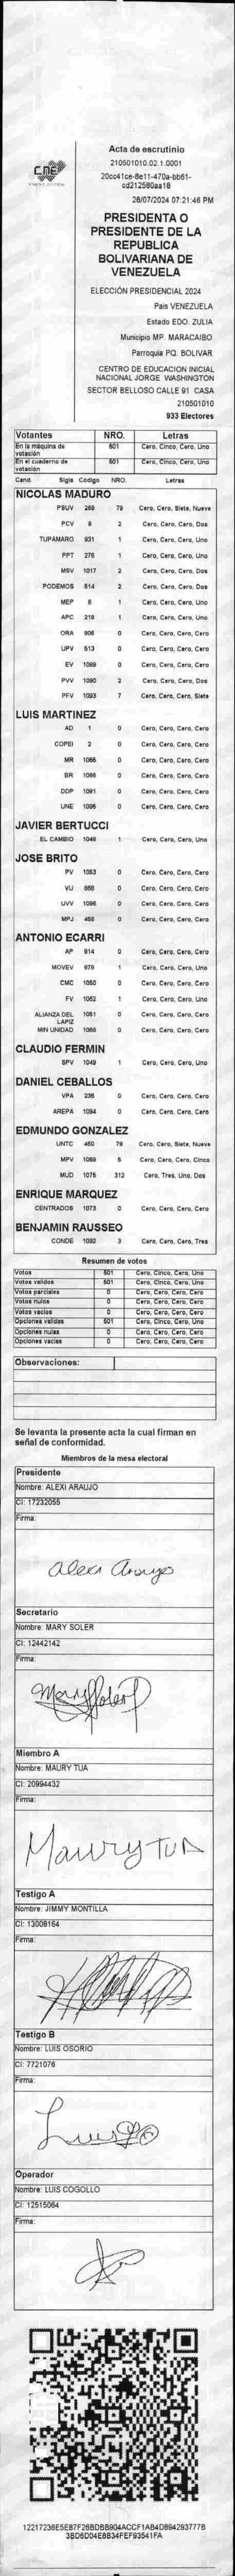 cne
Acta de escrutinio
210501010.02.1.0001
20cc41ce-8e11-470a-bb61-
cd212580aa18
28/07/2024 07:21:46 PM
PRESIDENTA O
PRESIDENTE DE LA
REPUBLICA
BOLIVARIANA DE
VENEZUELA
ELECCIÓN PRESIDENCIAL 2024
Pais VENEZUELA
Estado EDO. ZULIA
Municipio MP. MARACAIBO
Parroquia PQ. BOLIVAR
CENTRO DE EDUCACION INICIAL
NACIONAL JORGE WASHINGTON
SECTOR BELLOSO CALLE 91 CASA
210501010
933 Electores
Votantes NRO. Letras
En la máquina de votación 501 Cero, Cinco, Cero, Uno
En el cuaderno de votación 501 Cero, Cinco, Cero, Uno
Cand. Sigla Código NRO. Letras
NICOLAS MADURO
PSUV 269 79 Cero, Cero, Siete, Nueve
PCV 9 2 Cero, Cero, Cero, Dos
TUPAMARO 931 1 Cero, Cero, Cero, Uno
PPT 276 1 Cero, Cero, Cero, Uno
MSV 1017 2 Cero, Cero, Cero, Dos
PODEMOS 514 2 Cero, Cero, Cero, Dos
MEP 6 1 Cero, Cero, Cero, Uno
APC 219 1 Cero, Cero, Cero, Uno
ORA 906 0 Cero, Cero, Cero, Cero
UPV 513 0 Cero, Cero, Cero, Cero
EV 1089 0 Cero, Cero, Cero, Cero
PVV 1090 2 Cero, Cero, Cero, Dos
PFV 1093 7 Cero, Cero, Cero, Siete
LUIS MARTINEZ
AD 1 0 Cero, Cero, Cero, Cero
COPEI 2 0 Cero, Cero, Cero, Cero
MR 1065 0 Cero, Cero, Cero, Cero
BR 1066 0 Cero, Cero, Cero, Cero
DDP 1091 0 Cero, Cero, Cero, Cero
UNE 1095 0 Cero, Cero, Cero, Cero
JAVIER BERTUCCI
EL CAMBIO 1048 1 Cero, Cero, Cero, Uno
JOSE BRITO
PV 1053 0 Cero, Cero, Cero, Cero
VU 868 0 Cero, Cero, Cero, Cero
UVV 1096 0 Cero, Cero, Cero, Cero
MPJ 458 0 Cero, Cero, Cero, Cero
ANTONIO ECARRI
AP 914 0 Cero, Cero, Cero, Cero
MOVEV 978 1 Cero, Cero, Cero, Uno
CMC 1050 0 Cero, Cero, Cero, Cero
FV 1062 1 Cero, Cero, Cero, Uno
ALIANZA DEL LAPIZ 1051 0 Cero, Cero, Cero, Cero
MIN UNIDAD 1068 0 Cero, Cero, Cero, Cero
CLAUDIO FERMIN
SPV 1049 1 Cero, Cero, Cero, Uno
DANIEL CEBALLOS
VPA 236 0 Cero, Cero, Cero, Cero
AREPA 1094 0 Cero, Cero, Cero, Cero
EDMUNDO GONZALEZ
UNTC 460 79 Cero, Cero, Siete, Nueve
MPV 1069 5 Cero, Cero, Cero, Cinco
MUD 1075 312 Cero, Tres, Uno, Dos
ENRIQUE MARQUEZ
CENTRADOS 1073 0 Cero, Cero, Cero, Cero
BENJAMIN RAUSSEO
CONDE 1092 3 Cero, Cero, Cero, Tres
Resumen de votos
Votos 501 Cero, Cinco, Cero, Uno
Votos validos 501 Cero, Cinco, Cero, Uno
Votos parciales 0 Cero, Cero, Cero, Cero
Votos nulos 0 Cero, Cero, Cero, Cero
Votos vacios 0 Cero, Cero, Cero, Cero
Opciones validas 501 Cero, Cinco, Cero, Uno
Opciones nulas 0 Cero, Cero, Cero, Cero
Opciones vacias 0 Cero, Cero, Cero, Cero
Observaciones:
Se levanta la presente acta la cual firman en
señal de conformidad.
Miembros de la mesa electoral
Presidente
Nombre: ALEXI ARAUJO
CI: 17232055
Firma:
Alexi Araujo
Secretario
Nombre: MARY SOLER
CI: 12442142
Firma:
Mary Soler
Miembro A
Nombre: MAURY TUA
CI: 20994432
Firma:
Maury TUA
Testigo A
Nombre: JIMMY MONTILLA
CI: 13008164
Firma:
Testigo B
Nombre: LUIS OSORIO
CI: 7721076
Firma:
Operador
Nombre: LUIS COGOLLO
CI: 12515064
Firma:
12217236E5E87F26BDBB904ACCF1AB4D894293777B
3BD6D04E8B34FEF93541FA